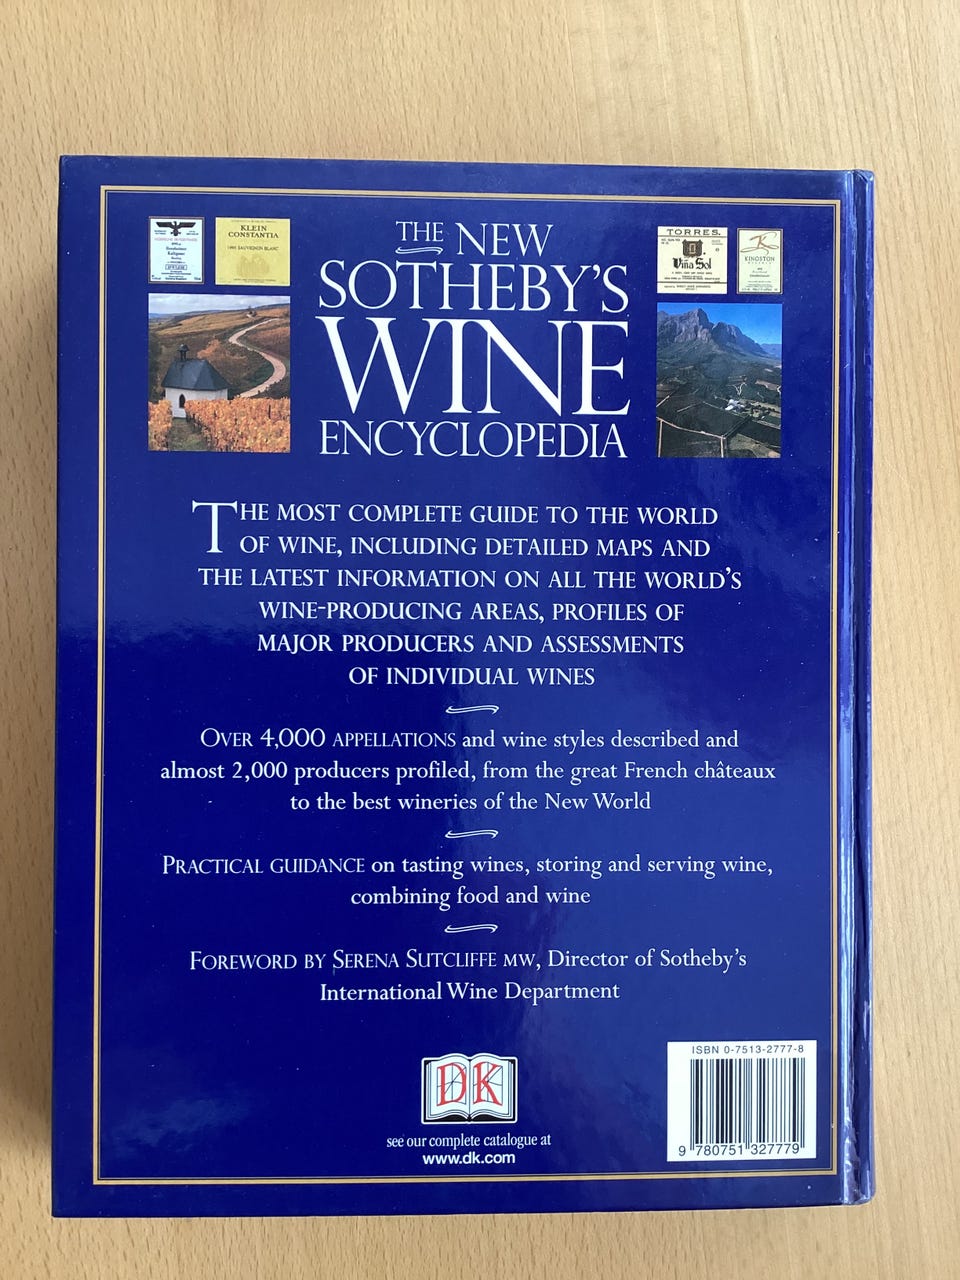 THE NEW
SOTHEBY'S
WINE
ENCYCLOPEDIA
KLEIN
CONSTANTIA
1995 SAUVIGNON BLANC
TORRES
Viña Sol
KINGSTON
THE MOST COMPLETE GUIDE TO THE WORLD
OF WINE, INCLUDING DETAILED MAPS AND
THE LATEST INFORMATION ON ALL THE WORLD'S
WINE-PRODUCING AREAS, PROFILES OF
MAJOR PRODUCERS AND ASSESSMENTS
OF INDIVIDUAL WINES
OVER 4,000 APPELLATIONS and wine styles described and
almost 2,000 producers profiled, from the great French châteaux
to the best wineries of the New World
PRACTICAL GUIDANCE on tasting wines, storing and serving wine,
combining food and wine
FOREWORD BY SERENA SUTCLIFFE MW, Director of Sotheby's
International Wine Department
DK
see our complete catalogue at
www.dk.com
ISBN 0-7513-2777-8
9 780751 327779